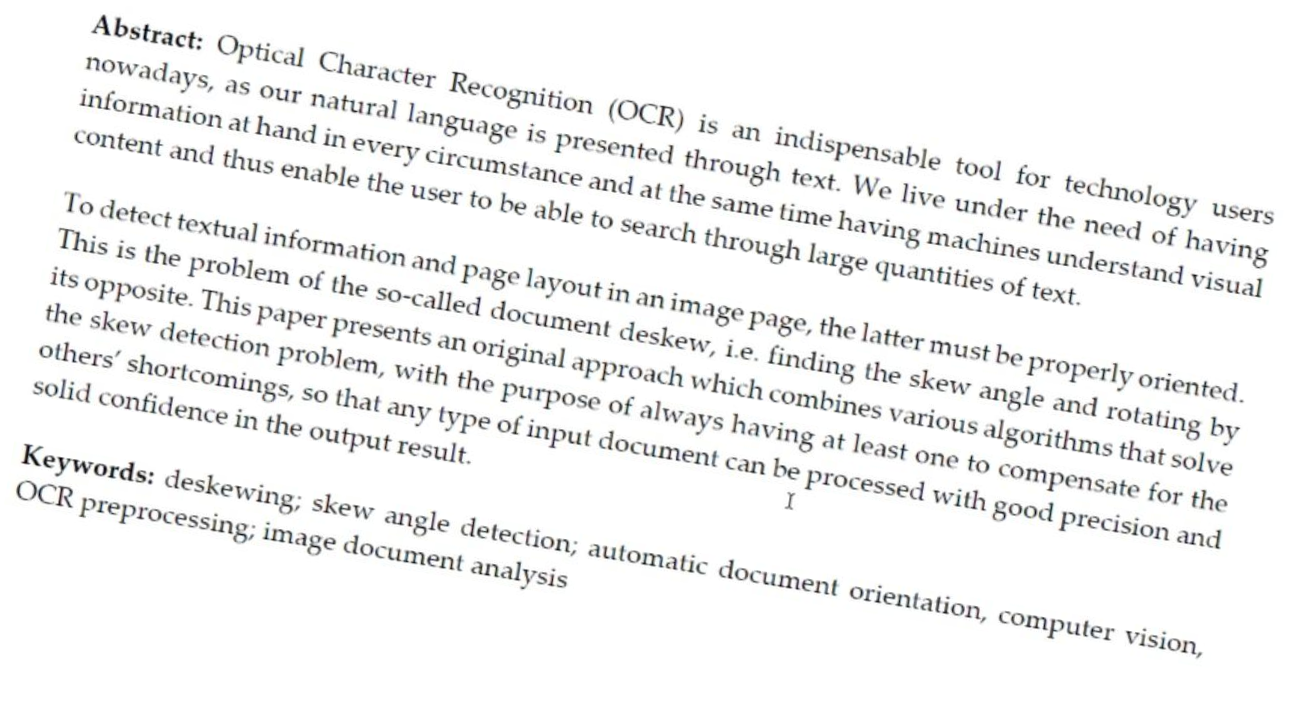 Abstract: Optical Character Recognition (OCR) is an indispensable tool for technology users
nowadays, as our natural language is presented through text. We live under the need of having
information at hand in every circumstance and at the same time having machines understand visual
content and thus enable the user to be able to search through large quantities of text.
To detect textual information and page layout in an image page, the latter must be properly oriented.
This is the problem of the so-called document deskew, i.e. finding the skew angle and rotating by
its opposite. This paper presents an original approach which combines various algorithms that solve
the skew detection problem, with the purpose of always having at least one to compensate for the
others’ shortcomings, so that any type of input document can be processed with good precision and
solid confidence in the output result.
Keywords: deskewing; skew angle detection; automatic document orientation, computer vision,
OCR preprocessing; image document analysis